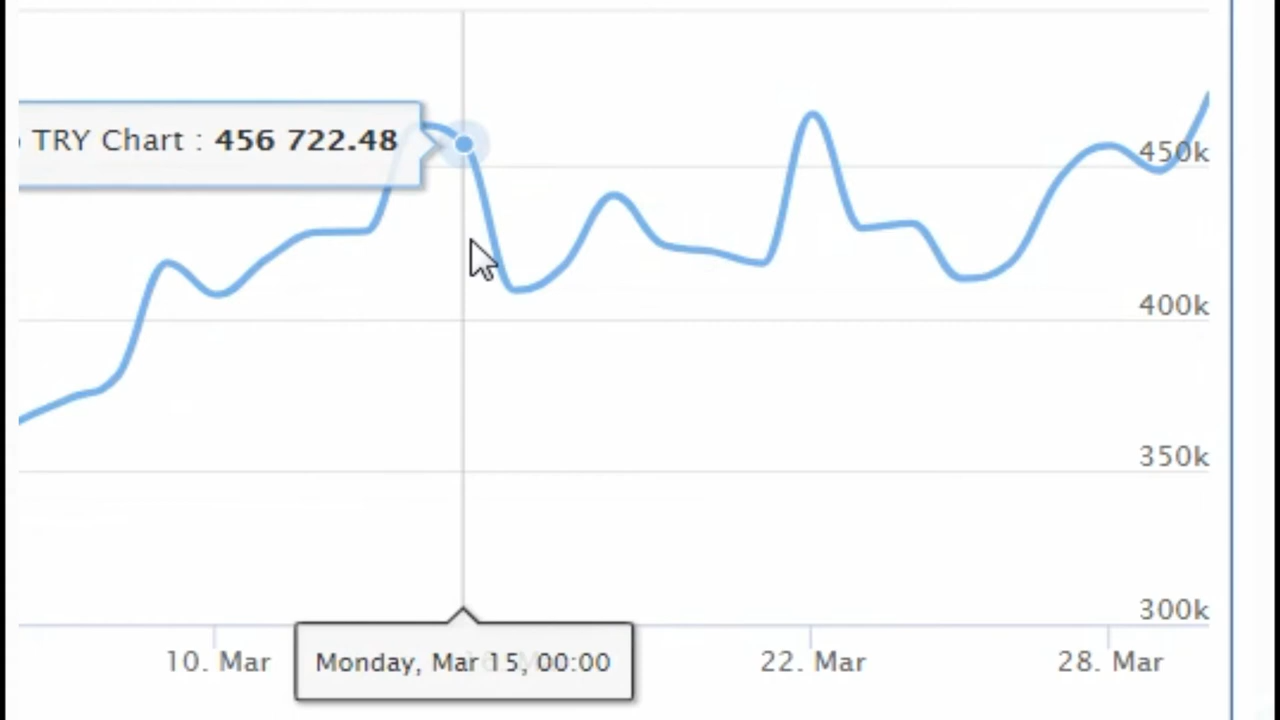 TRY Chart : 456 722.48
450k
400k
350k
300k
10. Mar
Monday, Mar 15, 00:00
22. Mar
28. Mar